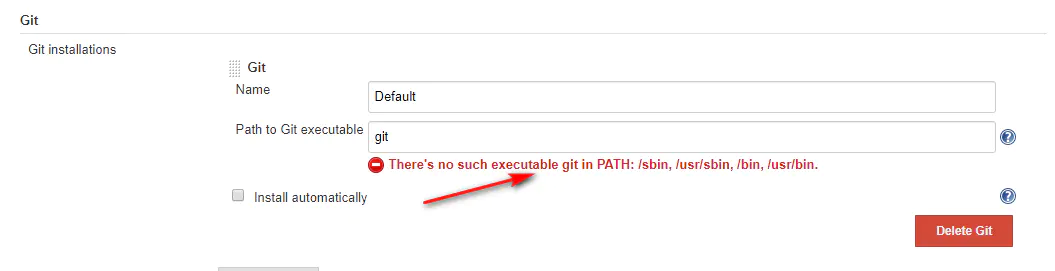 Git
Git installations
Git
Name
Default
Path to Git executable
git
There's no such executable git in PATH: /sbin, /usr/sbin, /bin, /usr/bin.
Install automatically
Delete Git